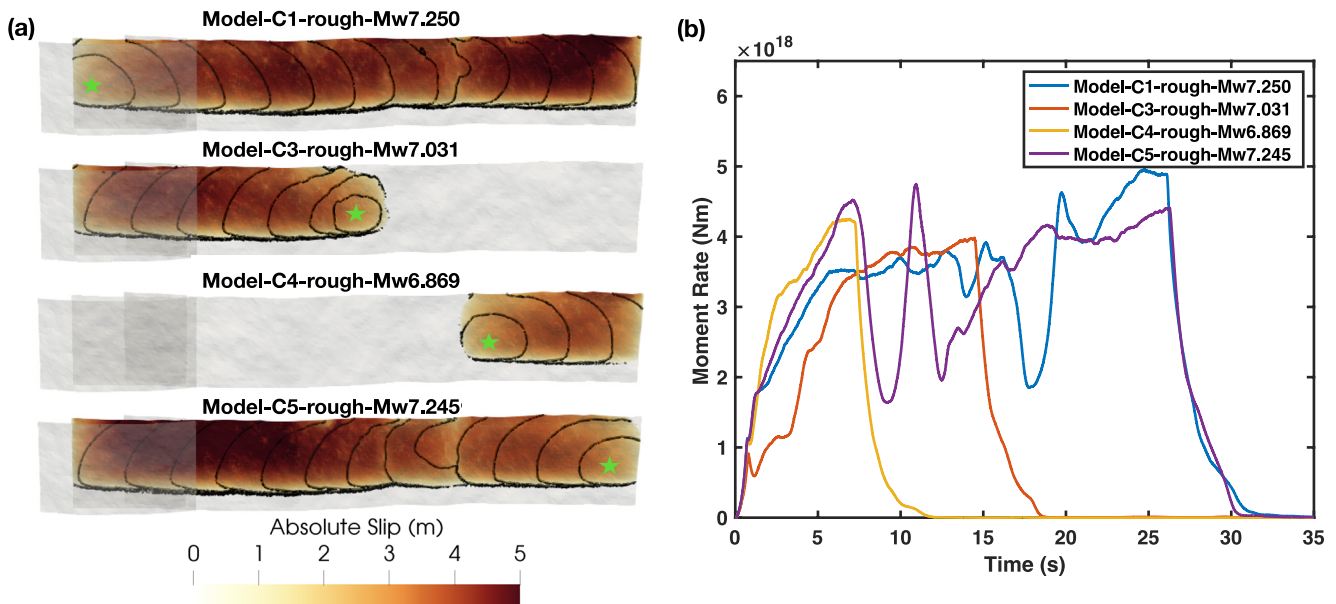 (a)
Model-C1-rough-Mw7.250
Model-C3-rough-Mw7.031
Model-C4-rough-Mw6.869
Model-C5-rough-Mw7.245
Absolute Slip (m)
0 1 2 3 4 5
(b)
×10¹⁸
Model-C1-rough-Mw7.250
Model-C3-rough-Mw7.031
Model-C4-rough-Mw6.869
Model-C5-rough-Mw7.245
Moment Rate (Nm)
6
5
4
3
2
1
0
0 5 10 15 20 25 30 35
Time (s)